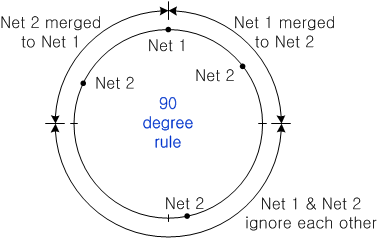 Net 2 merged
to Net 1
Net 1 merged
to Net 2
Net 1
Net 2
Net 2
90
degree
rule
Net 2
Net 1 & Net 2
ignore each other